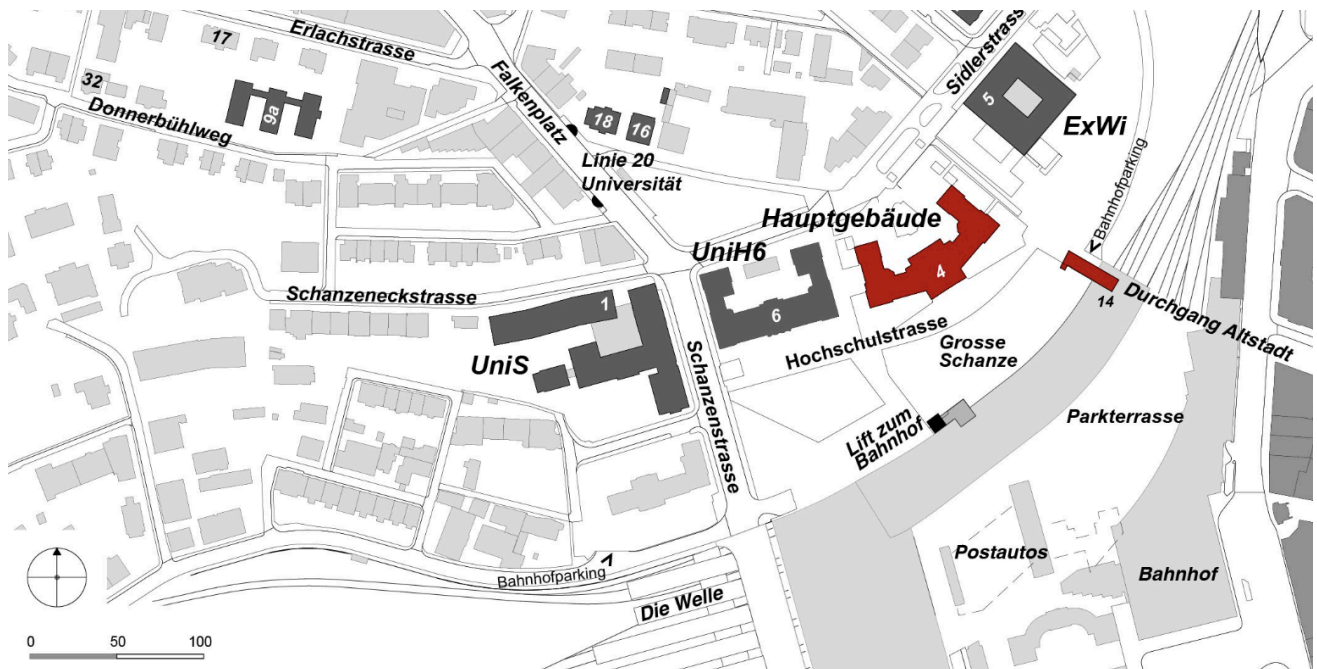 17
Erlachstrasse
32
Donnerbühlweg
9a
Falkenplatz
18
16
Linie 20
Universität
Sidlerstrasse
5
ExWi
Hauptgebäude
4
UniH6
6
Schanzeneckstrasse
1
UniS
Schanzenstrasse
Hochschulstrasse
Grosse
Schanze
Bahnhofparking
14
Durchgang Altstadt
Lift zum
Bahnhof
Parkterrasse
Postautos
Bahnhof
Bahnhofparking
Die Welle
0 50 100